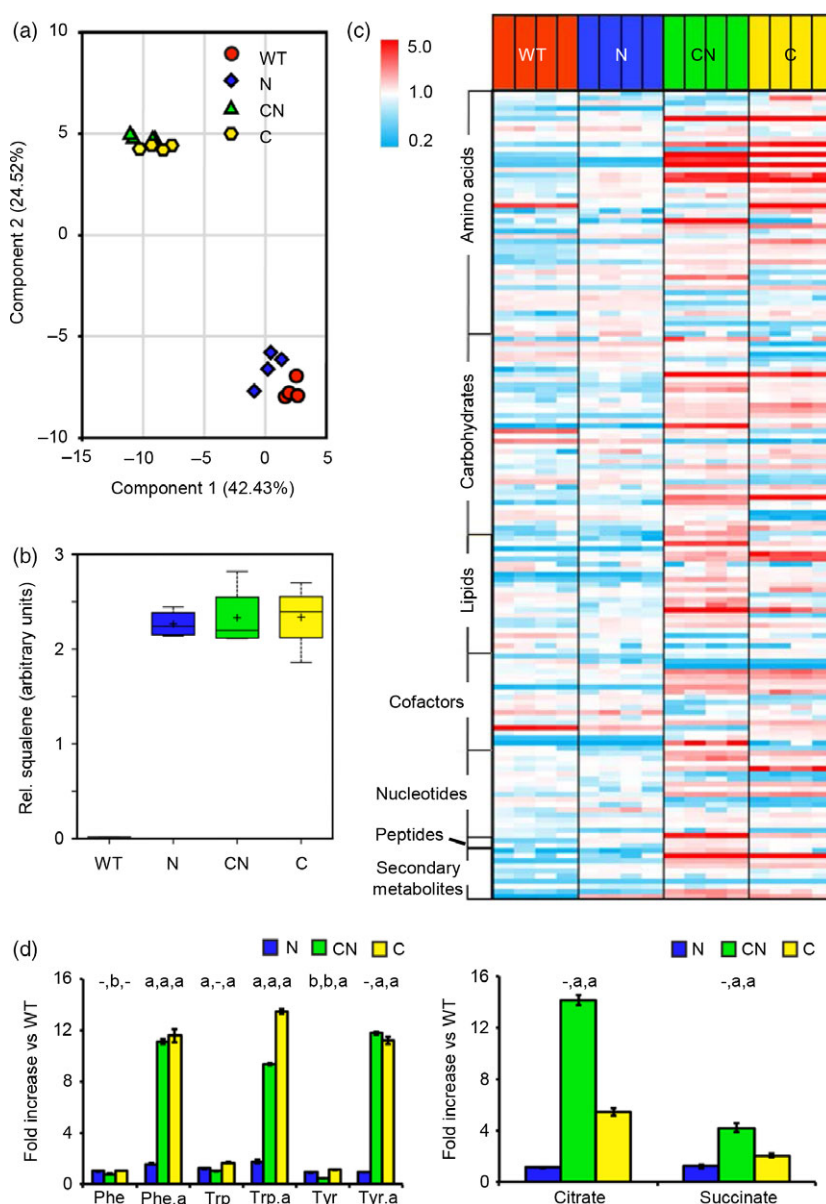 (a)
10
5
0
−5
−10
−15
−10
−5
0
5
Component 2 (24.52%)
Component 1 (42.43%)
WT
N
CN
C
(b)
3
2
1
0
Rel. squalene (arbitrary units)
WT N CN C
(c)
5.0
1.0
0.2
WT N CN C
Amino acids
Carbohydrates
Lipids
Cofactors
Nucleotides
Peptides
Secondary
metabolites
(d)
N CN C
16
12
8
4
0
Fold increase vs WT
-,b,- a,a,a a,-,a a,a,a b,b,a -,a,a
Phe Phe.a Trp Trp.a Tyr Tyr.a
N CN C
16
12
8
4
0
Fold increase vs WT
-,a,a -,a,a
Citrate Succinate